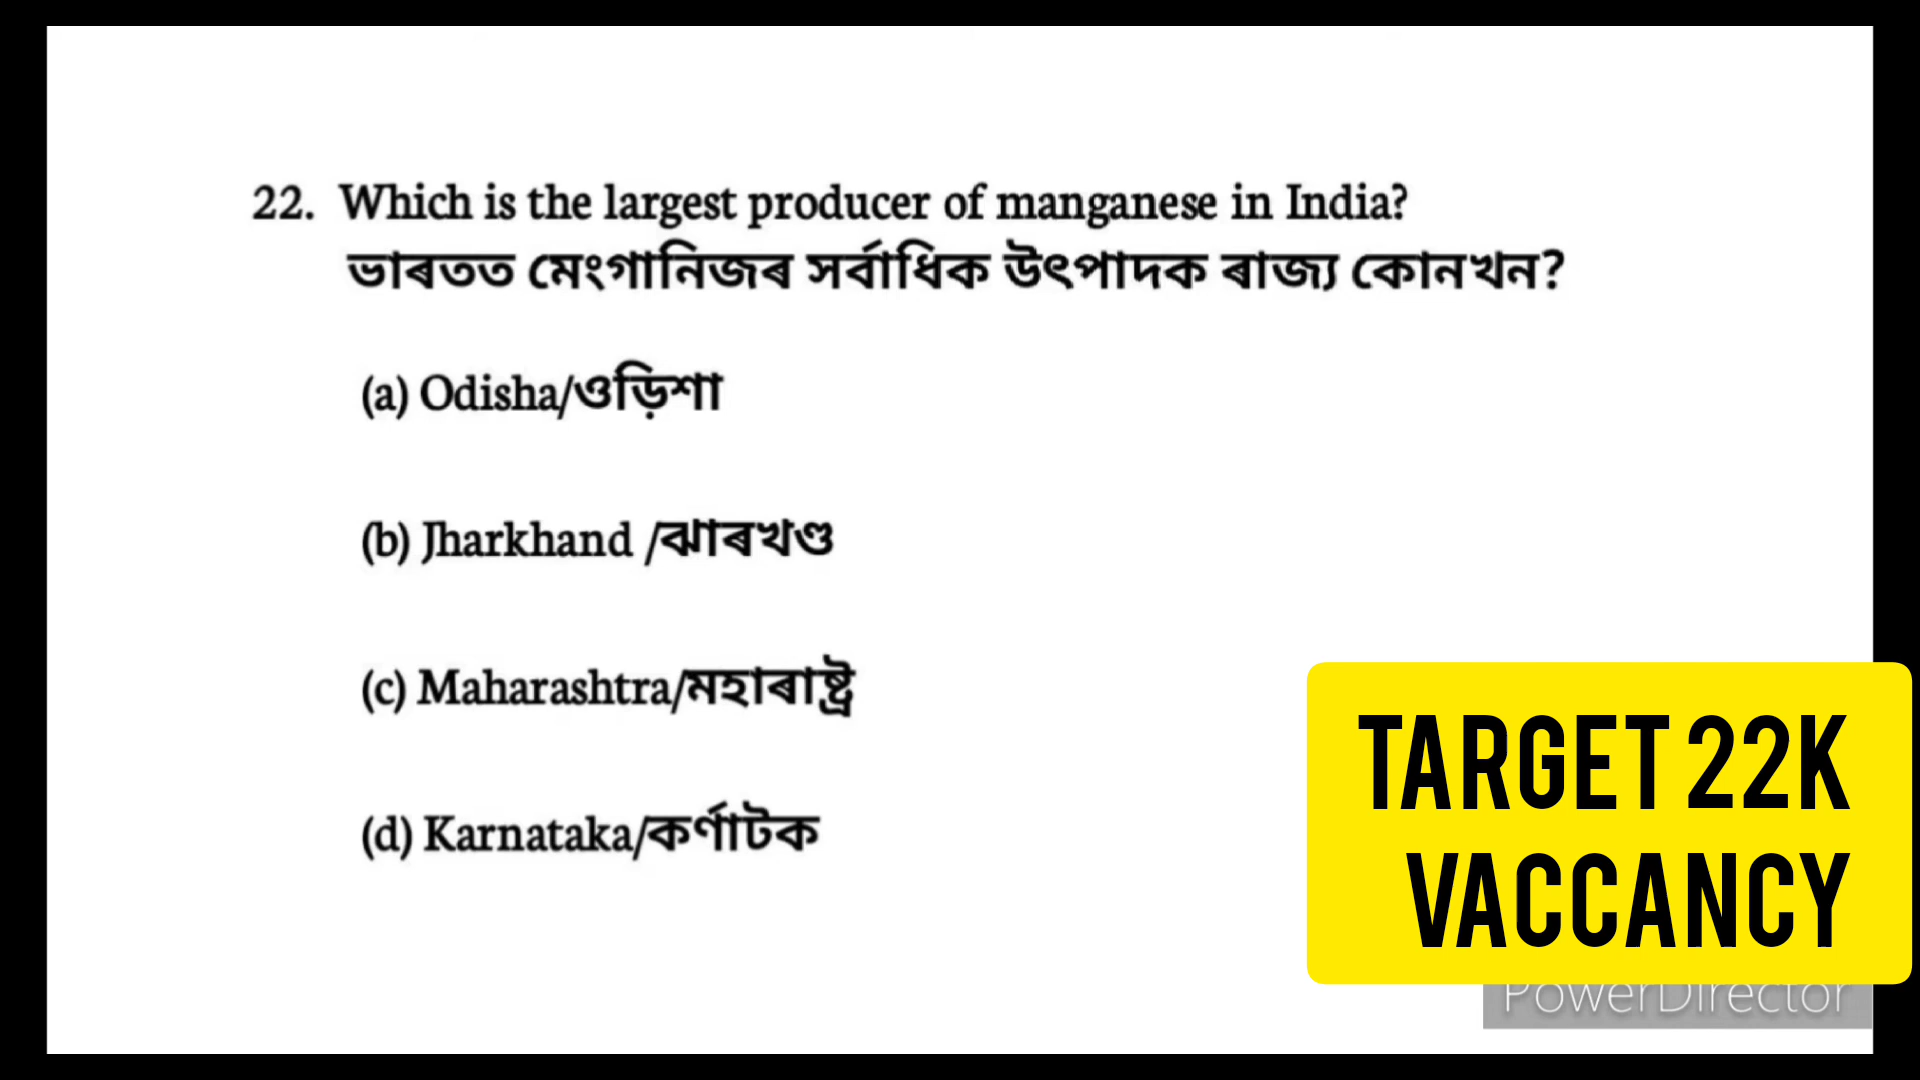 22. Which is the largest producer of manganese in India?
ভাৰতত মেংগানিজৰ সৰ্বাধিক উৎপাদক ৰাজ্য কোনখন?
(a) Odisha/ওড়িশা
(b) Jharkhand /ঝাৰখণ্ড
(c) Maharashtra/মহাৰাষ্ট্ৰ
(d) Karnataka/কৰ্ণাটক
TARGET 22K
VACCANCY
PowerDirector